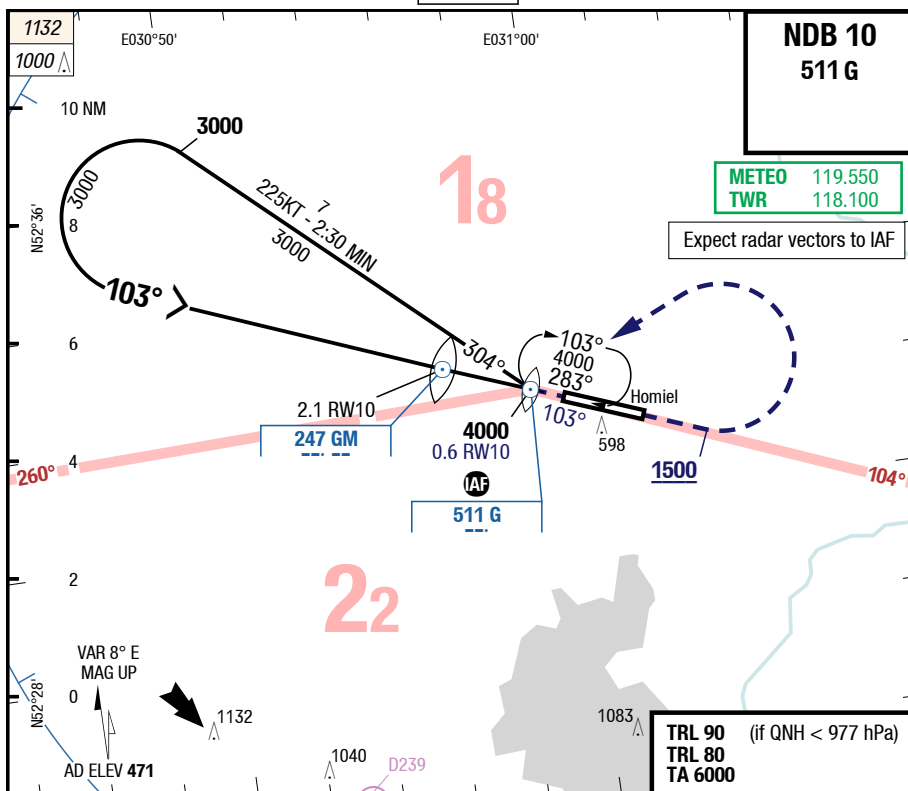 1132
1000
E030°50'
E031°00'
NDB 10
511 G
10 NM
3000
METEO 119.550
TWR 118.100
18
Expect radar vectors to IAF
3000
7
225KT - 2:30 MIN
3000
N52°36'
8
103°
6
304°
103°
4000
283°
Homiel
103°
2.1 RW10
247 GM
4000
0.6 RW10
598
1500
IAF
511 G
4
260°
104°
22
2
VAR 8° E
MAG UP
N52°28'
0
1132
1083
AD ELEV 471
1040
D239
TRL 90 (if QNH < 977 hPa)
TRL 80
TA 6000